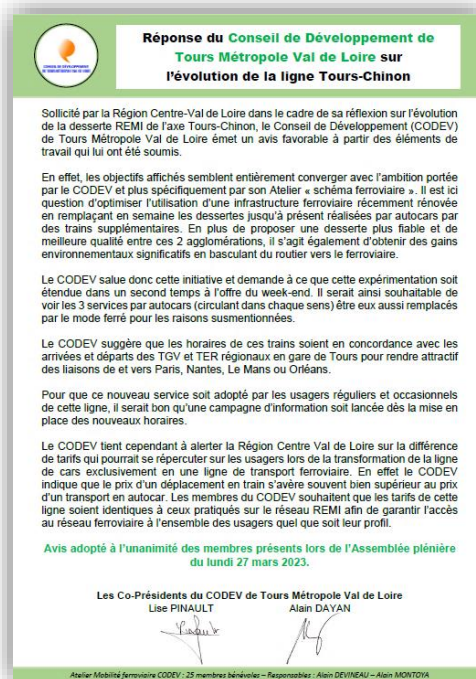 CONSEIL DE DÉVELOPPEMENT
DE TOURS MÉTROPOLE VAL DE LOIRE
Réponse du Conseil de Développement de
Tours Métropole Val de Loire sur
l'évolution de la ligne Tours-Chinon
Sollicité par la Région Centre-Val de Loire dans le cadre de sa réflexion sur l'évolution
de la desserte REMI de l'axe Tours-Chinon, le Conseil de Développement (CODEV)
de Tours Métropole Val de Loire émet un avis favorable à partir des éléments de
travail qui lui ont été soumis.
En effet, les objectifs affichés semblent entièrement converger avec l'ambition portée
par le CODEV et plus spécifiquement par son Atelier « schéma ferroviaire ». Il est ici
question d'optimiser l'utilisation d'une infrastructure ferroviaire récemment rénovée
en remplaçant en semaine les dessertes jusqu'à présent réalisées par autocars par
des trains supplémentaires. En plus de proposer une desserte plus fiable et de
meilleure qualité entre ces 2 agglomérations, il s'agit également d'obtenir des gains
environnementaux significatifs en basculant du routier vers le ferroviaire.
Le CODEV salue donc cette initiative et demande à ce que cette expérimentation soit
étendue dans un second temps à l'offre du week-end. Il serait ainsi souhaitable de
voir les 3 services par autocars (circulant dans chaque sens) être eux aussi remplacés
par le mode ferré pour les raisons susmentionnées.
Le CODEV suggère que les horaires de ces trains soient en concordance avec les
arrivées et départs des TGV et TER régionaux en gare de Tours pour rendre attractif
des liaisons de et vers Paris, Nantes, Le Mans ou Orléans.
Pour que ce nouveau service soit adopté par les usagers réguliers et occasionnels
de cette ligne, il serait bon qu'une campagne d'information soit lancée dès la mise en
place des nouveaux horaires.
Le CODEV tient cependant à alerter la Région Centre Val de Loire sur la différence
de tarifs qui pourrait se répercuter sur les usagers lors de la transformation de la ligne
de cars exclusivement en une ligne de transport ferroviaire. En effet le CODEV
indique que le prix d'un déplacement en train s'avère souvent bien supérieur au prix
d'un transport en autocar. Les membres du CODEV souhaitent que les tarifs de cette
ligne soient identiques à ceux pratiqués sur le réseau REMI afin de garantir l'accès
au réseau ferroviaire à l'ensemble des usagers quel que soit leur profil.
Avis adopté à l'unanimité des membres présents lors de l'Assemblée plénière
du lundi 27 mars 2023.
Les Co-Présidents du CODEV de Tours Métropole Val de Loire
Lise PINAULT Alain DAYAN
Atelier Mobilité ferroviaire CODEV : 25 membres bénévoles – Responsables : Alain DEVINEAU – Alain MONTOYA